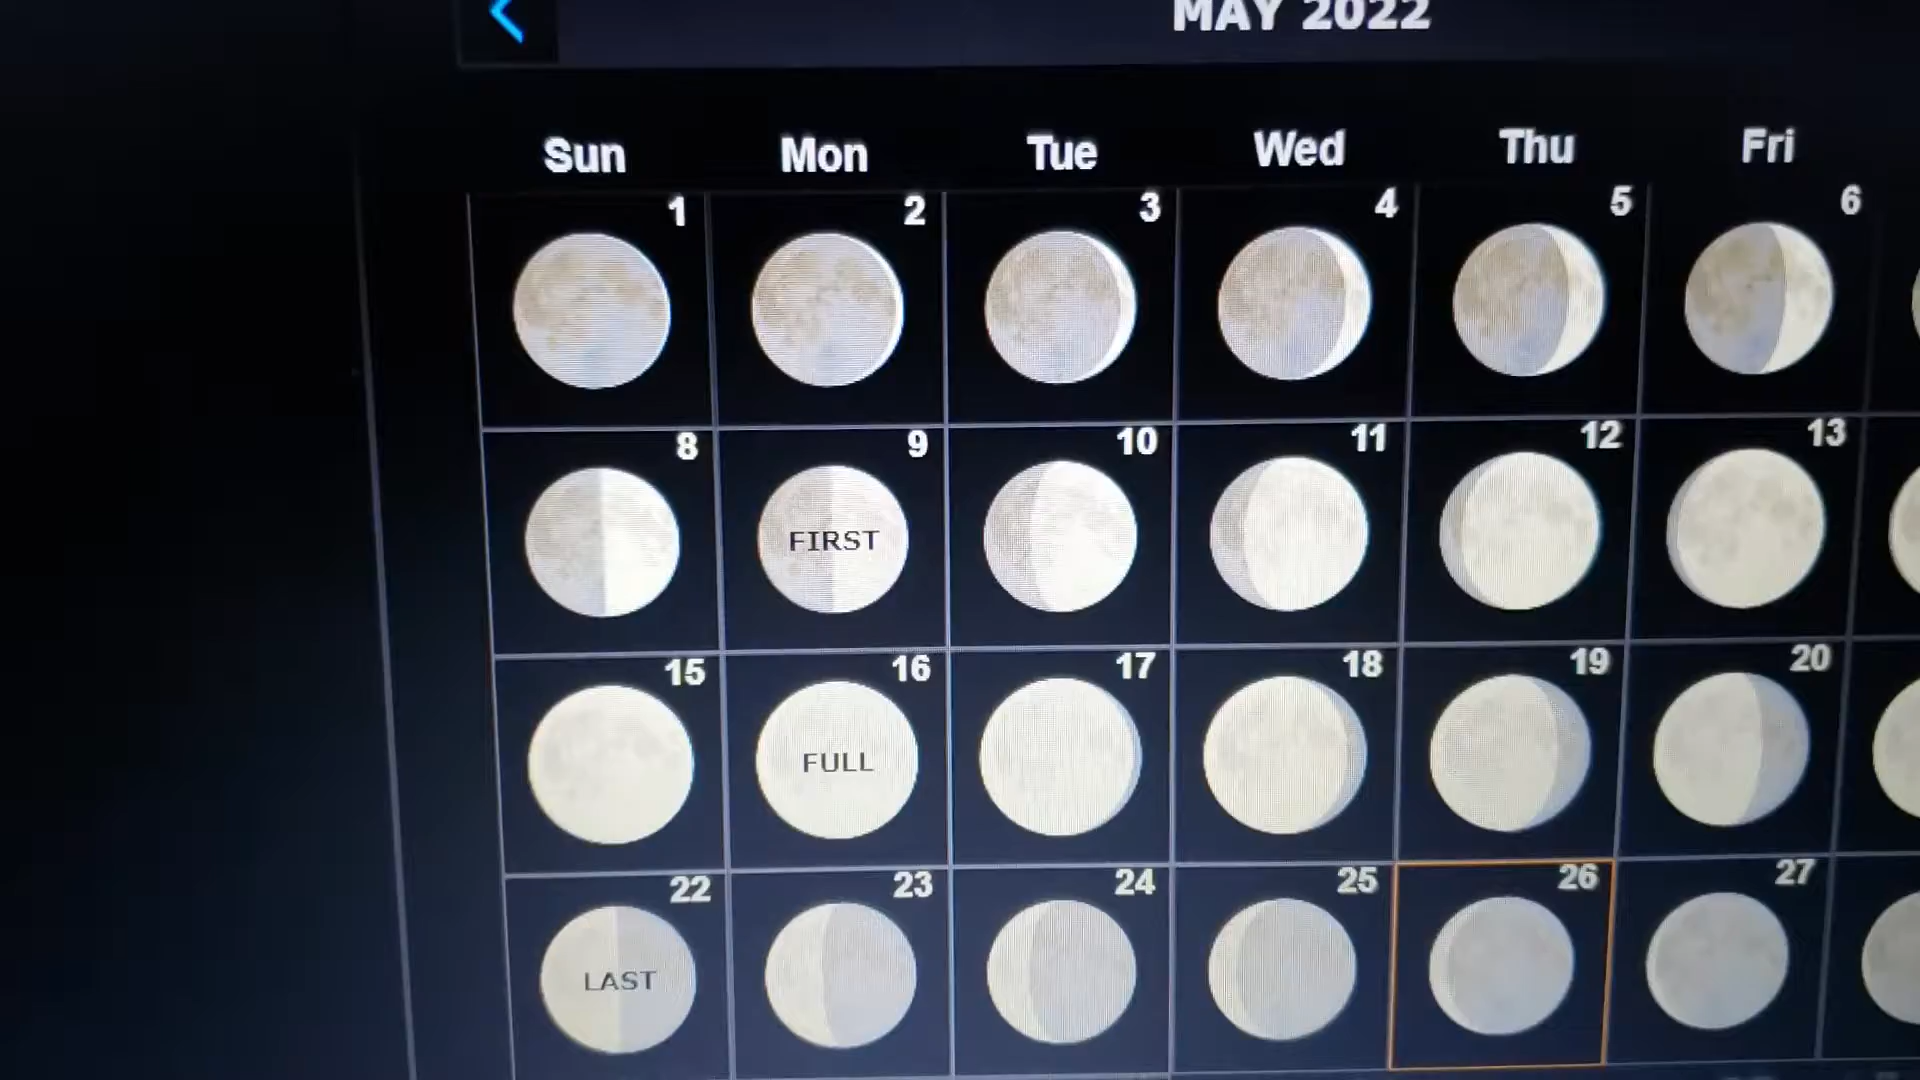 MAY 2022
Sun Mon Tue Wed Thu Fri
1 2 3 4 5 6
8 9 10 11 12 13
FIRST
15 16 17 18 19 20
FULL
22 23 24 25 26 27
LAST